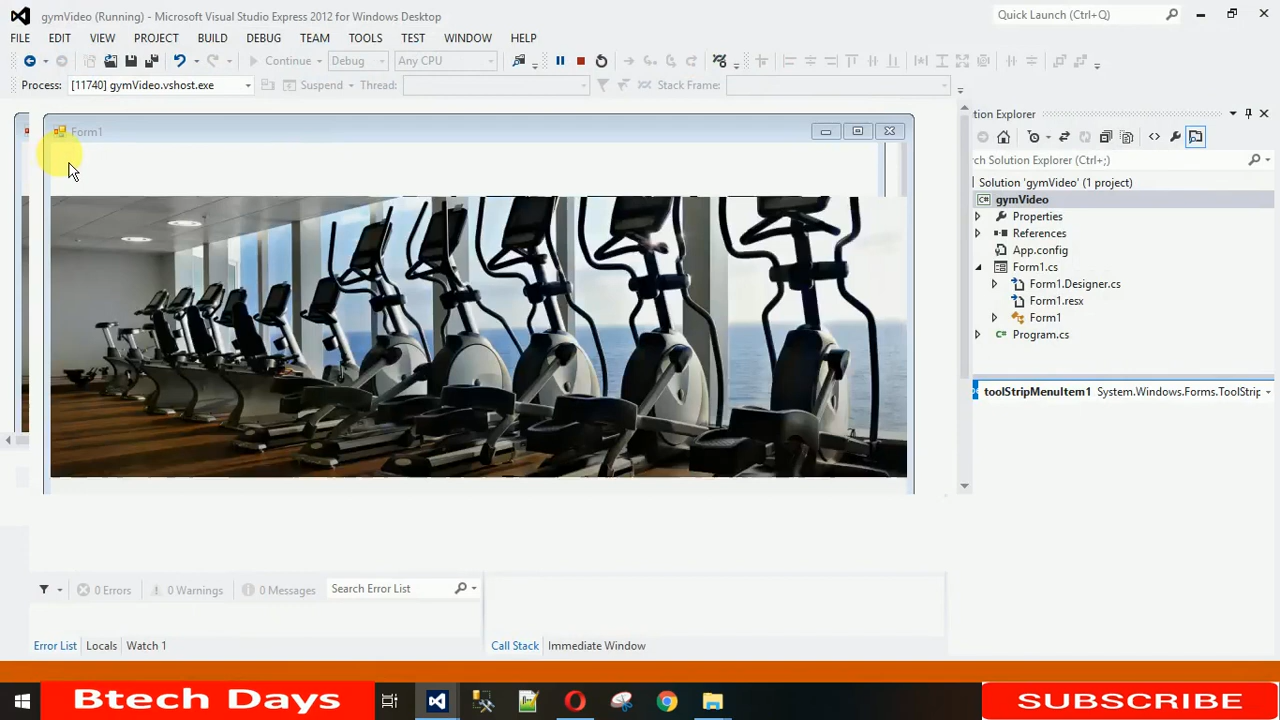 gymVideo (Running) - Microsoft Visual Studio Express 2012 for Windows Desktop
Quick Launch (Ctrl+Q)
FILE EDIT VIEW PROJECT BUILD DEBUG TEAM TOOLS TEST WINDOW HELP
Continue Debug Any CPU
Process: [11740] gymVideo.vshost.exe Suspend Thread: Stack Frame:
Form1
ution Explorer
rch Solution Explorer (Ctrl+;)
Solution 'gymVideo' (1 project)
C# gymVideo
Properties
References
App.config
Form1.cs
Form1.Designer.cs
Form1.resx
Form1
C# Program.cs
toolStripMenuItem1 System.Windows.Forms.ToolStrip
0 Errors 0 Warnings 0 Messages Search Error List
Error List Locals Watch 1 Call Stack Immediate Window
Btech Days
SUBSCRIBE